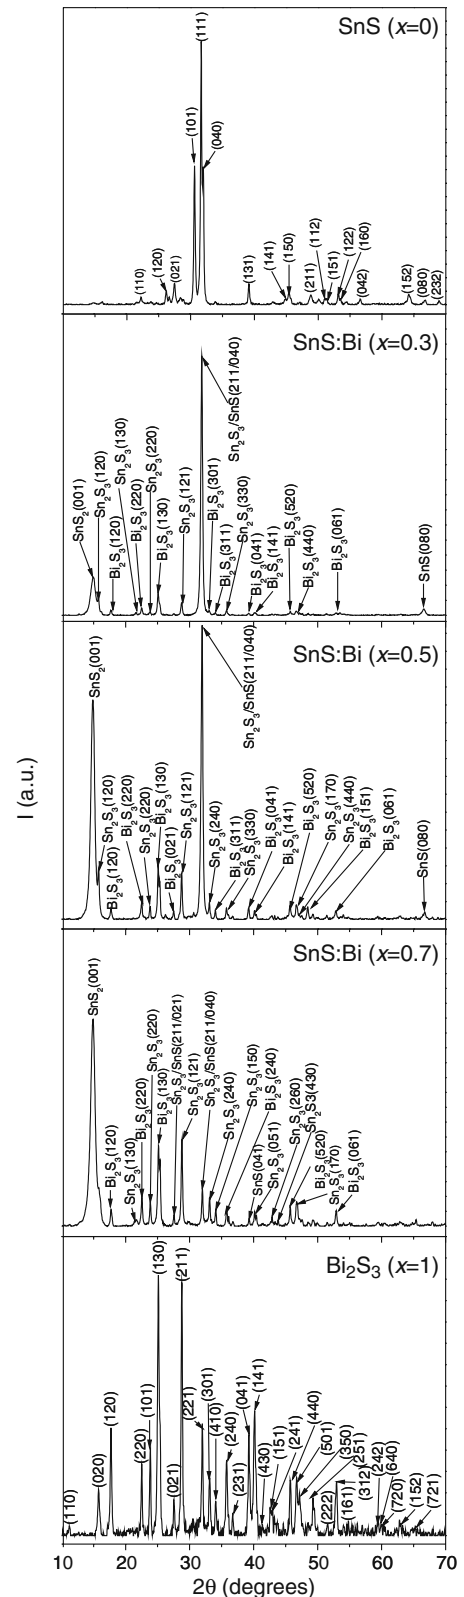 SnS (x=0)
(111)
(101)
(040)
(110)
(120)
(021)
(131)
(141)
(150)
(211)
(112)
(151)
(122)
(160)
(042)
(152)
(080)
(232)
SnS:Bi (x=0.3)
SnS₂(001)
Sn₂S₃(120)
Bi₂S₃(120)
Sn₂S₃(130)
Bi₂S₃(220)
Sn₂S₃(220)
Bi₂S₃(130)
Sn₂S₃(121)
Sn₂S₃/SnS(211/040)
Bi₂S₃(301)
Bi₂S₃(311)
Sn₂S₃(330)
Bi₂S₃(041)
Bi₂S₃(141)
Bi₂S₃(520)
Bi₂S₃(440)
Bi₂S₃(061)
SnS(080)
SnS:Bi (x=0.5)
SnS₂(001)
Sn₂S₃(120)
Bi₂S₃(120)
Bi₂S₃(220)
Sn₂S₃(220)
Bi₂S₃(130)
Bi₂S₃(021)
Sn₂S₃(121)
Sn₂S₃/SnS(211/040)
Sn₂S₃(240)
Bi₂S₃(311)
Sn₂S₃(330)
Bi₂S₃(041)
Bi₂S₃(141)
Bi₂S₃(520)
Sn₂S₃(170)
Sn₂S₃(440)
Bi₂S₃(151)
Bi₂S₃(061)
SnS(080)
SnS:Bi (x=0.7)
SnS₂(001)
Bi₂S₃(120)
Sn₂S₃(130)
Bi₂S₃(220)
Sn₂S₃(220)
Bi₂S₃(130)
Sn₂S₃/SnS(211/021)
Sn₂S₃(121)
Sn₂S₃/SnS(211/040)
Sn₂S₃(240)
Sn₂S₃(150)
Bi₂S₃(240)
SnS(041)
Sn₂S₃(051)
Sn₂S₃(260)
Sn₂S3(430)
Bi₂S₃(520)
Sn₂S₃(170)
Bi₂S₃(061)
Bi₂S₃ (x=1)
(110)
(020)
(120)
(220)
(101)
(130)
(021)
(211)
(221)
(301)
(410)
(240)
(231)
(041)
(141)
(430)
(151)
(241)
(440)
(501)
(350)
(222)
(161)
(312)
(251)
(242)
(640)
(720)
(152)
(721)
10 20 30 40 50 60 70
2θ (degrees)
I (a.u.)